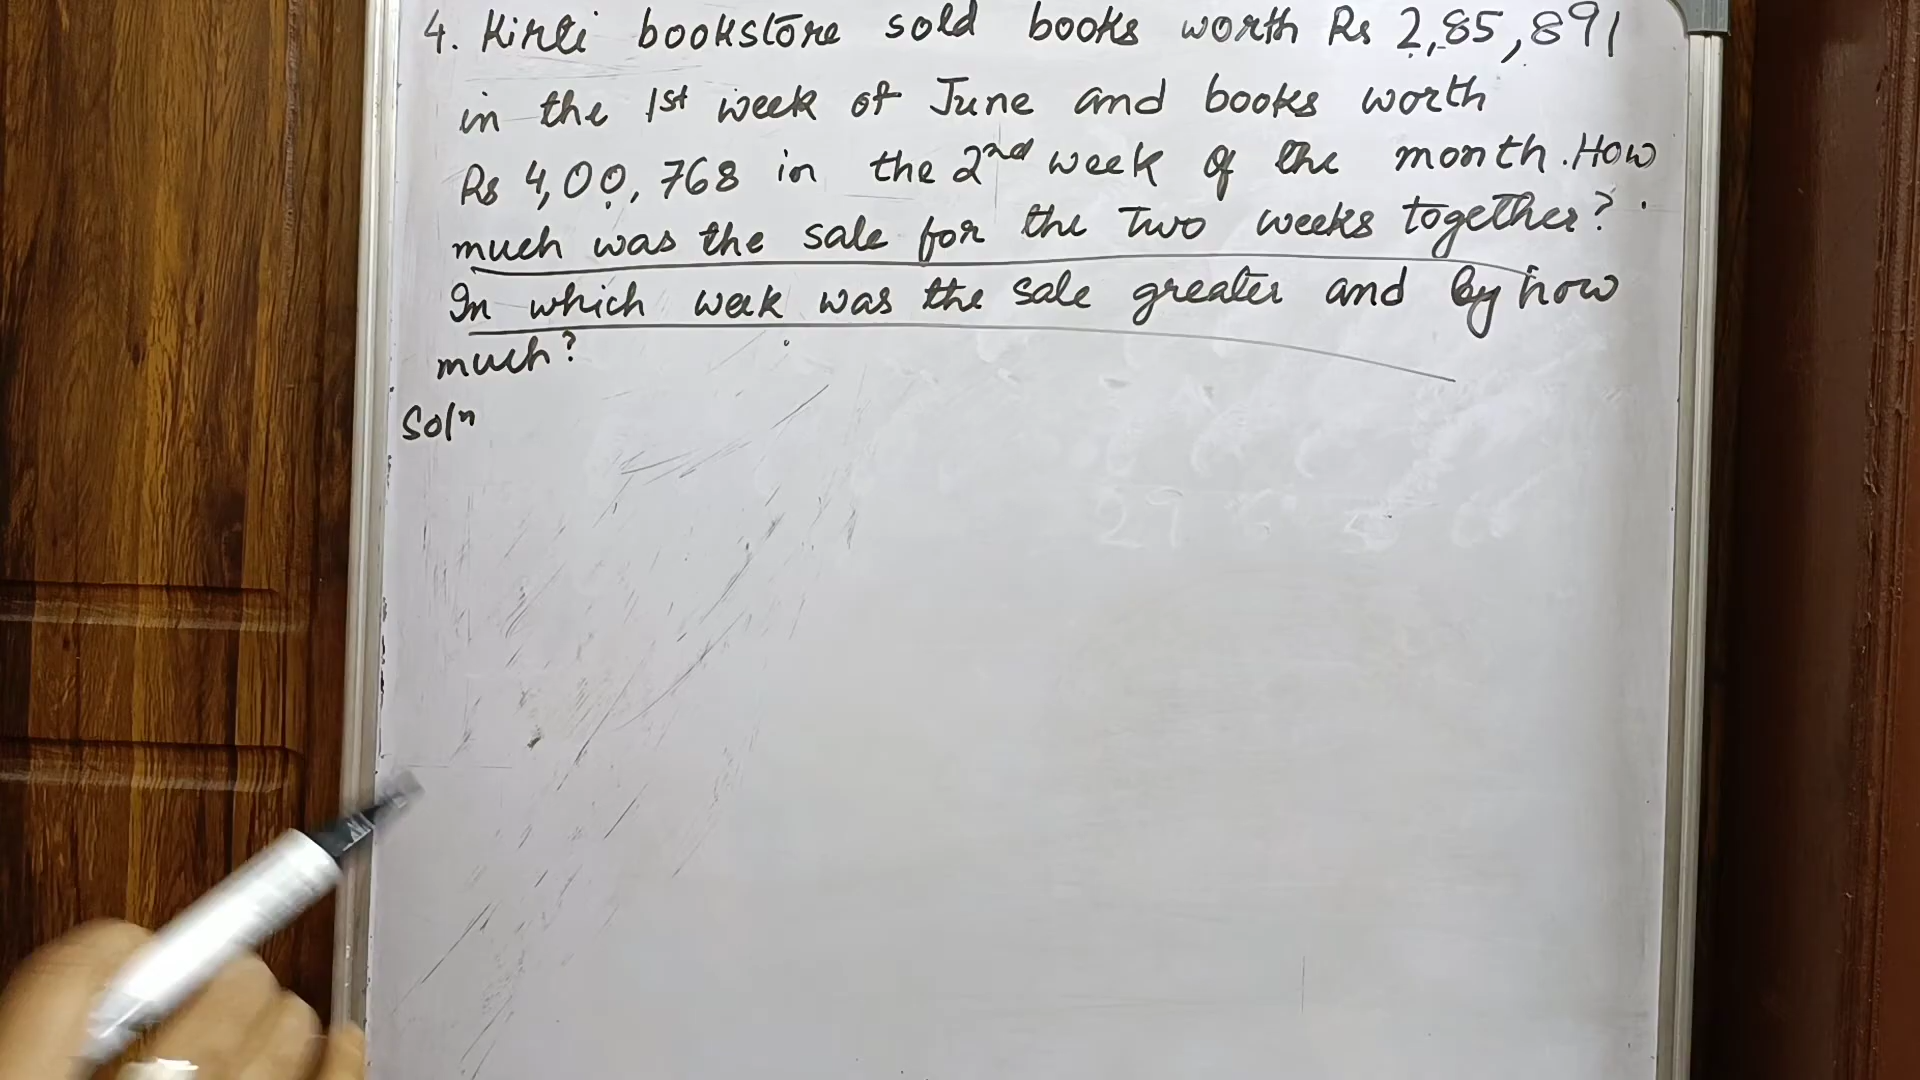 4. Kirti bookstore sold books worth Rs 2,85,891
in the 1st week of June and books worth
Rs 4,00,768 in the 2nd week of the month. How
much was the sale for the two weeks together?
In which week was the sale greater and by how
much?
Soln